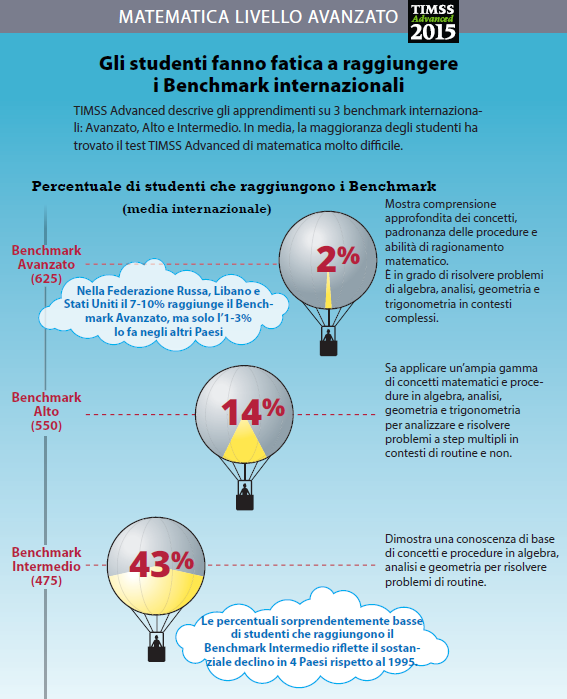 MATEMATICA LIVELLO AVANZATO
TIMSS
Advanced
2015
Gli studenti fanno fatica a raggiungere
i Benchmark internazionali
TIMSS Advanced descrive gli apprendimenti su 3 benchmark internaziona-
li: Avanzato, Alto e Intermedio. In media, la maggioranza degli studenti ha
trovato il test TIMSS Advanced di matematica molto difficile.
Percentuale di studenti che raggiungono i Benchmark
(media internazionale)
Benchmark
Avanzato
(625)
2%
Mostra comprensione
approfondita dei concetti,
padronanza delle procedure e
abilità di ragionamento
matematico.
È in grado di risolvere problemi
di algebra, analisi, geometria e
trigonometria in contesti
complessi.
Nella Federazione Russa, Libano e
Stati Uniti il 7-10% raggiunge il Bench-
mark Avanzato, ma solo l'1-3%
lo fa negli altri Paesi
Benchmark
Alto
(550)
14%
Sa applicare un'ampia gamma
di concetti matematici e proce-
dure in algebra, analisi,
geometria e trigonometria
per analizzare e risolvere
problemi a step multipli in
contesti di routine e non.
Benchmark
Intermedio
(475)
43%
Dimostra una conoscenza di base
di concetti e procedure in algebra,
analisi e geometria per risolvere
problemi di routine.
Le percentuali sorprendentemente basse
di studenti che raggiungono il
Benchmark Intermedio riflette il sostan-
ziale declino in 4 Paesi rispetto al 1995.